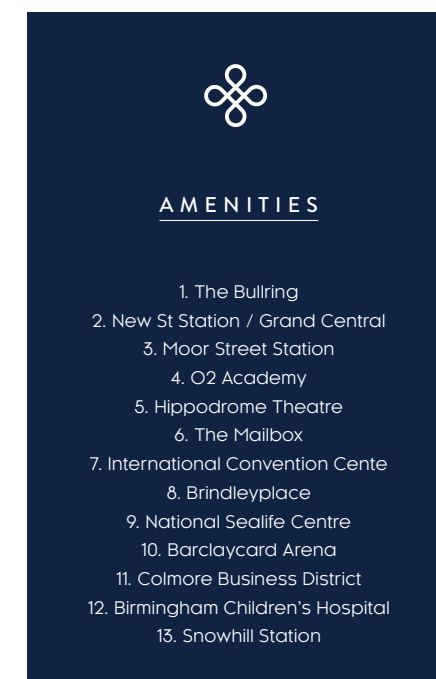 AMENITIES
1. The Bullring
2. New St Station / Grand Central
3. Moor Street Station
4. O2 Academy
5. Hippodrome Theatre
6. The Mailbox
7. International Convention Cente
8. Brindleyplace
9. National Sealife Centre
10. Barclaycard Arena
11. Colmore Business District
12. Birmingham Children's Hospital
13. Snowhill Station